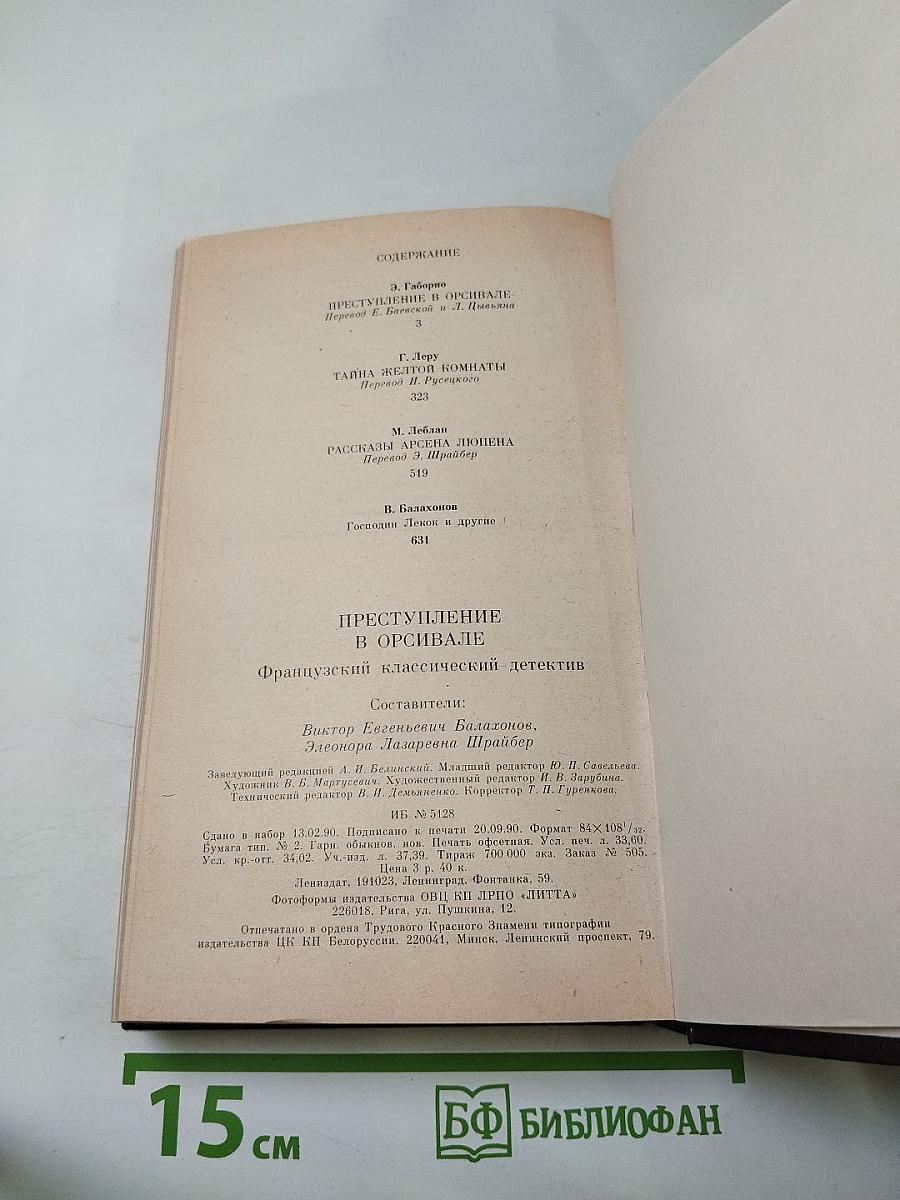 СОДЕРЖАНИЕ
Э. Габорио
ПРЕСТУПЛЕНИЕ В ОРСИВАЛЕ
Перевод Е. Баевской и Л. Цывьяна
3
Г. Леру
ТАЙНА ЖЕЛТОЙ КОМНАТЫ
Перевод И. Русецкого
323
М. Леблан
РАССКАЗЫ АРСЕНА ЛЮПЕНА
Перевод Э. Шрайбер
519
В. Балахонов
Господин Лекок и другие
631
ПРЕСТУПЛЕНИЕ
В ОРСИВАЛЕ
Французский классический детектив
Составители:
Виктор Евгеньевич Балахонов,
Элеонора Лазаревна Шрайбер
Заведующий редакцией А. И. Белинский. Младший редактор Ю. П. Савельева.
Художник В. Б. Мартусевич. Художественный редактор И. В. Зарубина.
Технический редактор В. И. Демьяненко. Корректор Т. П. Гуренкова.
ИБ № 5128
Сдано в набор 13.02.90. Подписано к печати 20.09.90. Формат 84×108 1/32.
Бумага тип. № 2. Гарн. обыкнов. нов. Печать офсетная. Усл. печ. л. 33,60.
Усл. кр.-отт. 34,02. Уч.-изд. л. 37,39. Тираж 700 000 экз. Заказ № 505.
Цена 3 р. 40 к.
Лениздат, 191023, Ленинград, Фонтанка, 59.
Фотоформы издательства ОВЦ КП ЛРПО «ЛИТТА»
226018, Рига, ул. Пушкина, 12.
Отпечатано в ордена Трудового Красного Знамени типографии
издательства ЦК КП Белоруссии. 220041, Минск, Ленинский проспект, 79.
15 см
БФ БИБЛИОФАН